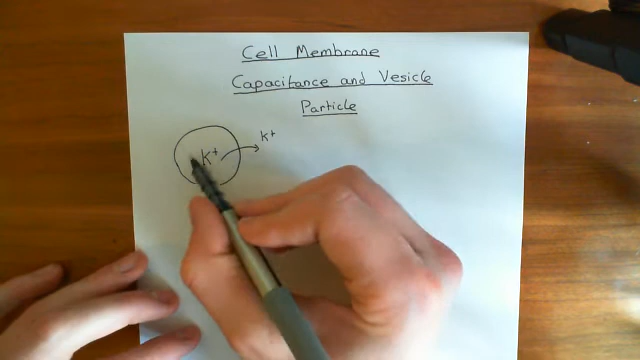 Cell Membrane
Capacitance and Vesicle
Particle
K+
K+